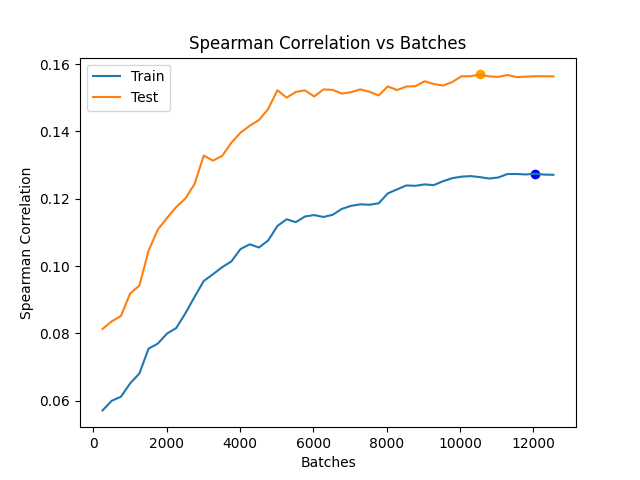 Spearman Correlation vs Batches
Train
Test
Spearman Correlation
0.16
0.14
0.12
0.10
0.08
0.06
0
2000
4000
6000
8000
10000
12000
Batches